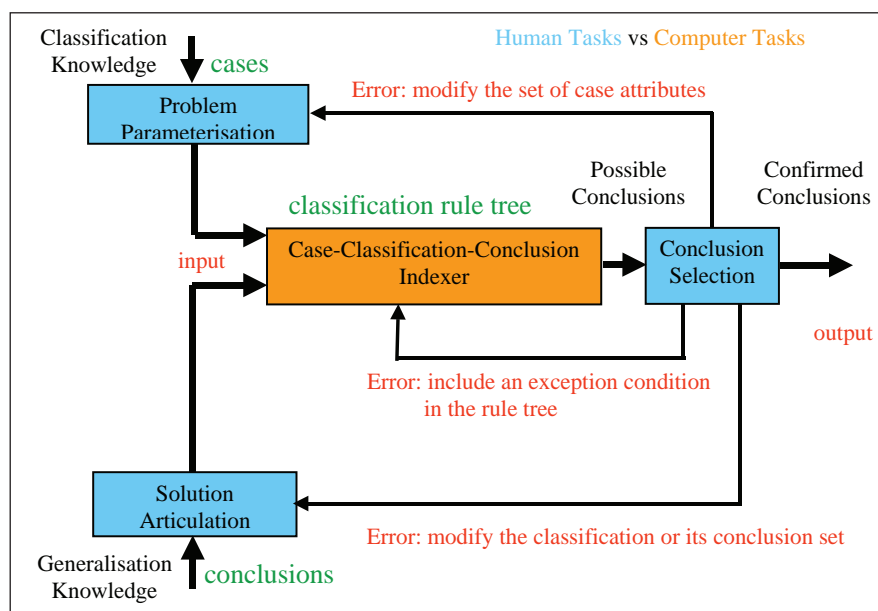 Classification
Knowledge
cases
Human Tasks vs Computer Tasks
Problem
Parameterisation
Error: modify the set of case attributes
Possible
Conclusions
Confirmed
Conclusions
classification rule tree
input
Case-Classification-Conclusion
Indexer
Conclusion
Selection
output
Error: include an exception condition
in the rule tree
Solution
Articulation
Error: modify the classification or its conclusion set
Generalisation
Knowledge
conclusions